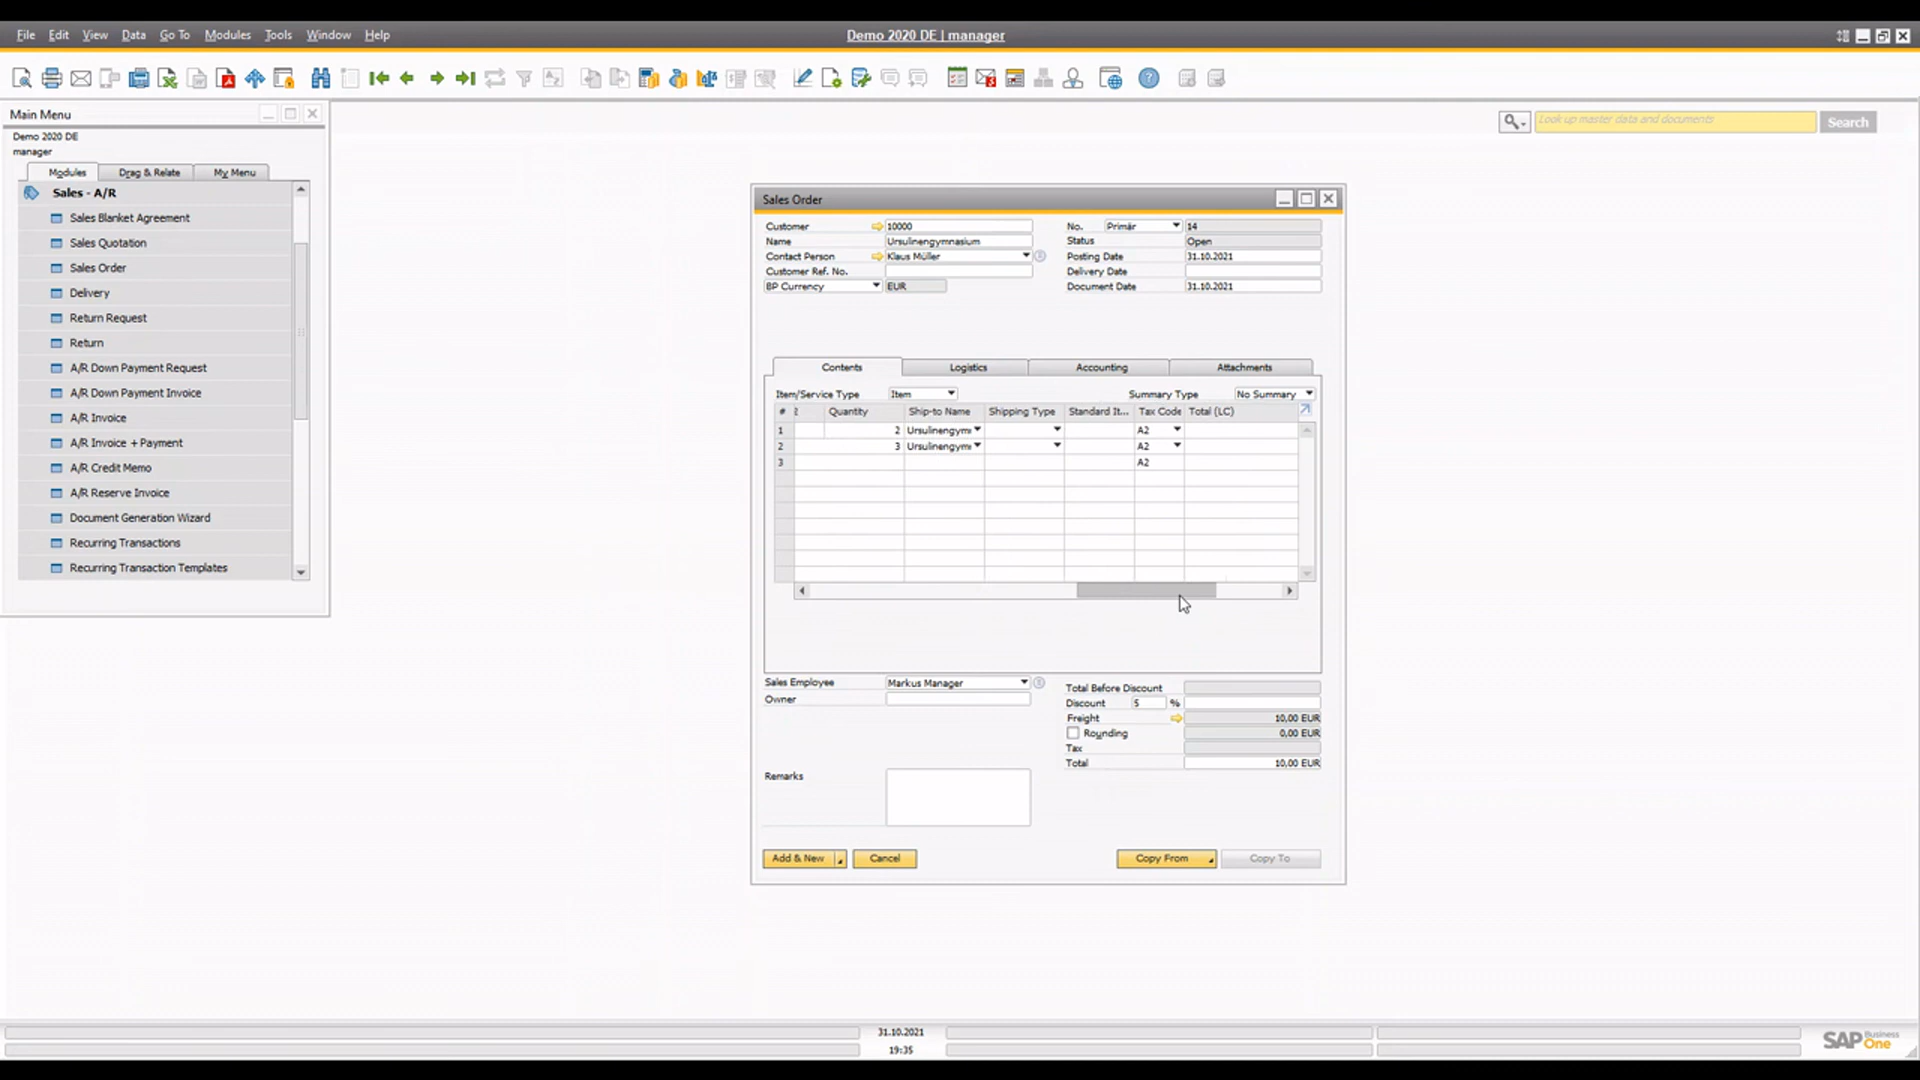 File Edit View Data Go To Modules Tools Window Help
Demo 2020 DE | manager
Main Menu
Demo 2020 DE
manager
Modules Drag & Relate My Menu
Look up master data and documents Search
Sales - A/R
Sales Blanket Agreement
Sales Quotation
Sales Order
Delivery
Return Request
Return
A/R Down Payment Request
A/R Down Payment Invoice
A/R Invoice
A/R Invoice + Payment
A/R Credit Memo
A/R Reserve Invoice
Document Generation Wizard
Recurring Transactions
Recurring Transaction Templates
Sales Order
Customer 10000
Name Ursulinengymnasium
Contact Person Klaus Müller
Customer Ref. No.
BP Currency EUR
No. Primär 14
Status Open
Posting Date 31.10.2021
Delivery Date
Document Date 31.10.2021
Contents Logistics Accounting Attachments
Item/Service Type Item Summary Type No Summary
# Quantity Ship-to Name Shipping Type Standard It... Tax Code Total (LC)
1 2 Ursulinengym A2
2 3 Ursulinengym A2
3 A2
Sales Employee Markus Manager
Owner
Remarks
Total Before Discount
Discount 5 %
Freight 10,00 EUR
Rounding 0,00 EUR
Tax
Total 10,00 EUR
Add & New Cancel Copy From Copy To
31.10.2021
19:35
SAP Business One